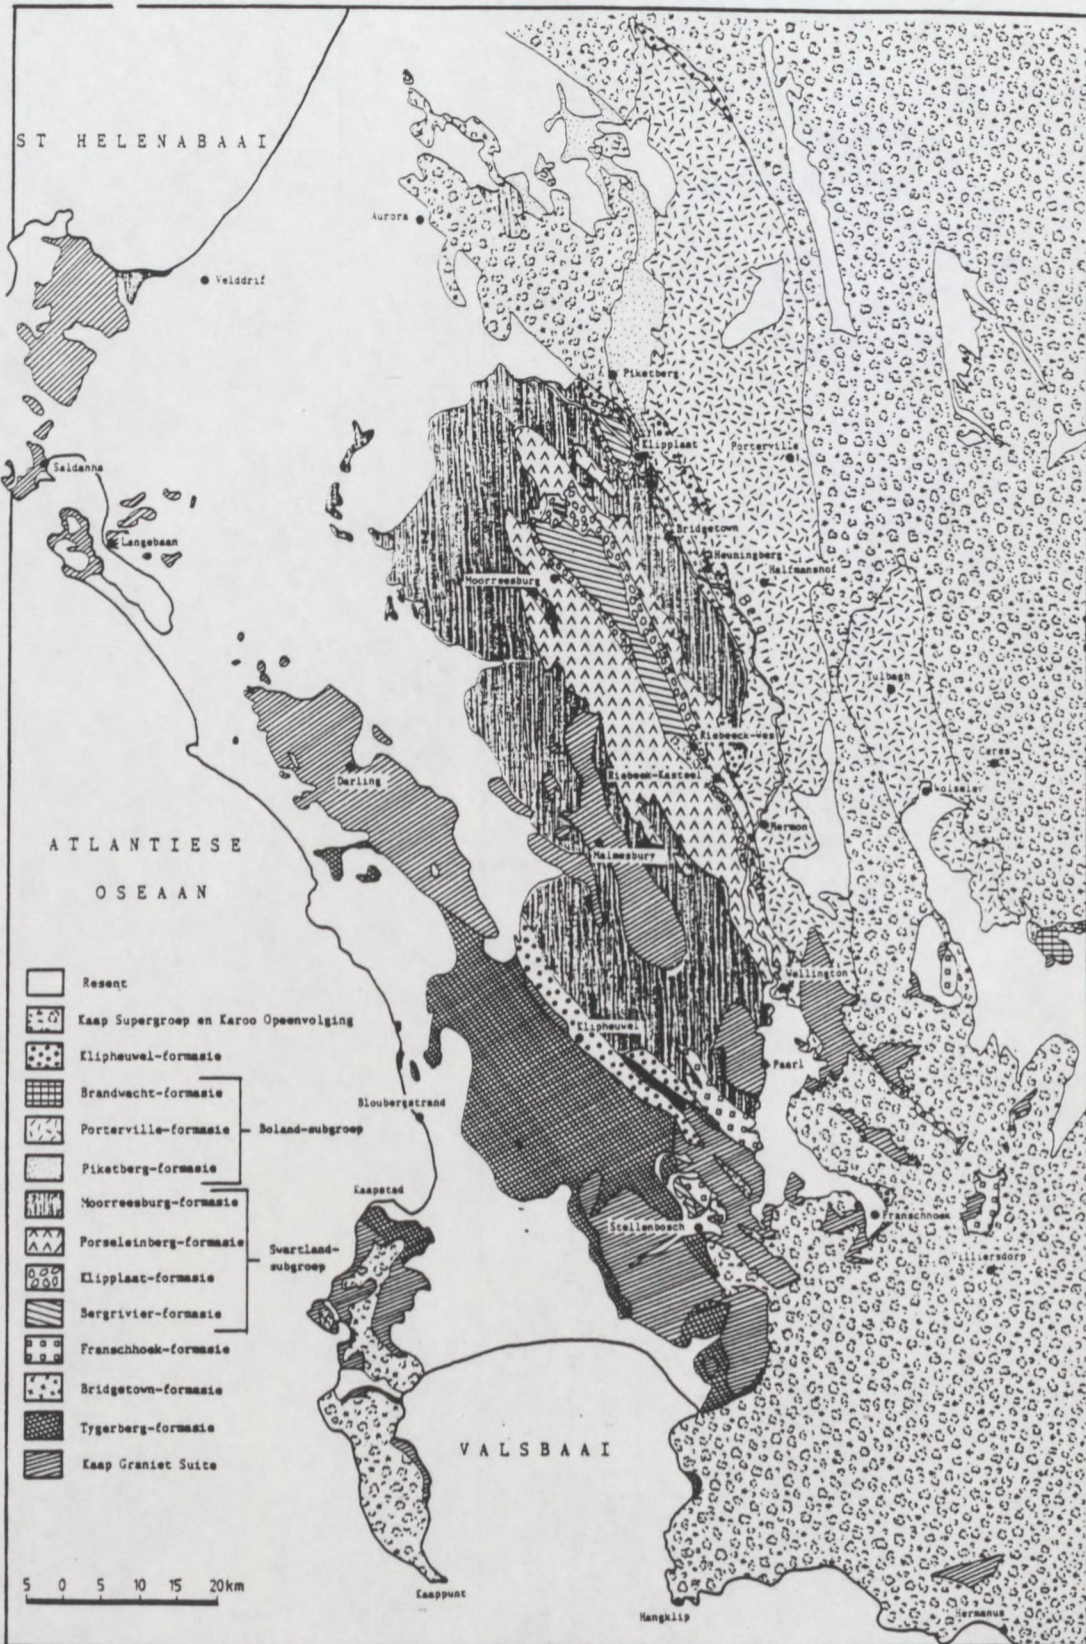 ST HELENABAAI
Aurora
Velddrif
Piketberg
Klipplaat
Porterville
Saldanha
Langebaan
Bridgetown
Heuningberg
Halfmanshof
Moorreesburg
Bergrivier
Tulbagh
Riebeeck-wes
Ceres
Riebeek-Kasteel
Darling
Wolseley
Hermon
ATLANTIESE
OSEAAN
Malmesbury
Resent
Wellington
Kaap Supergroep en Karoo Opeenvolging
Klipheuwel
Klipheuwel-formasie
Paarl
Brandwacht-formasie
Bloubergstrand
Porterville-formasie
Boland-subgroep
Piketberg-formasie
Kaapstad
Moorreesburg-formasie
Franschhoek
Stellenbosch
Porseleinberg-formasie
Swartland-
subgroep
Villiersdorp
Klipplaat-formasie
Bergrivier-formasie
Franschhoek-formasie
Bridgetown-formasie
Tygerberg-formasie
VALSBAAI
Kaap Graniet Suite
5 0 5 10 15 20km
Kaappunt
Hangklip
Hermanus